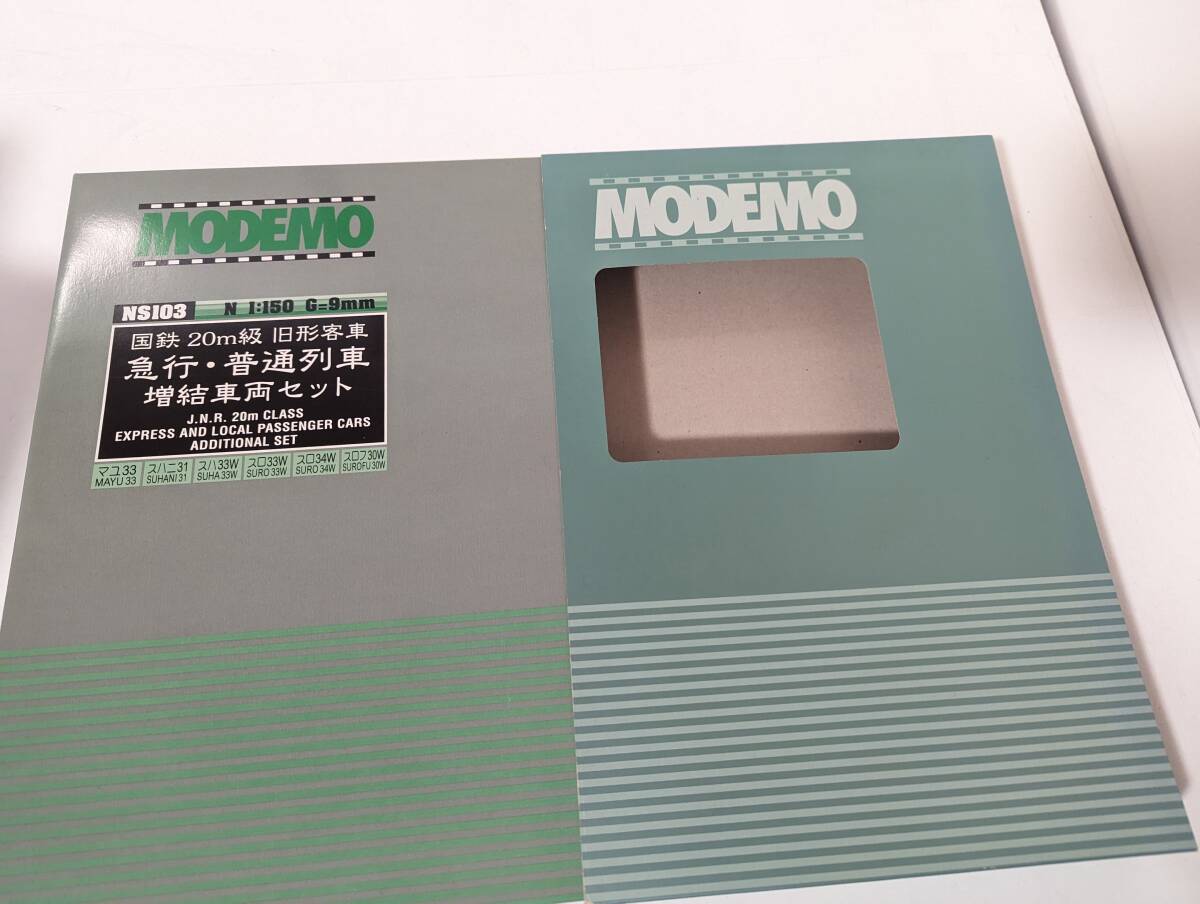 MODEMO
NS103 N 1:150 G=9mm
国鉄 20m級 旧形客車
急行・普通列車
増結車両セット
J.N.R. 20m CLASS
EXPRESS AND LOCAL PASSENGER CARS
ADDITIONAL SET
マユ33 スハニ31 スハ33W スロ33W スロ34W スロフ30W
MAYU 33 SUHANI 31 SUHA 33W SURO 33W SURO 34W SUROFU 30W
MODEMO